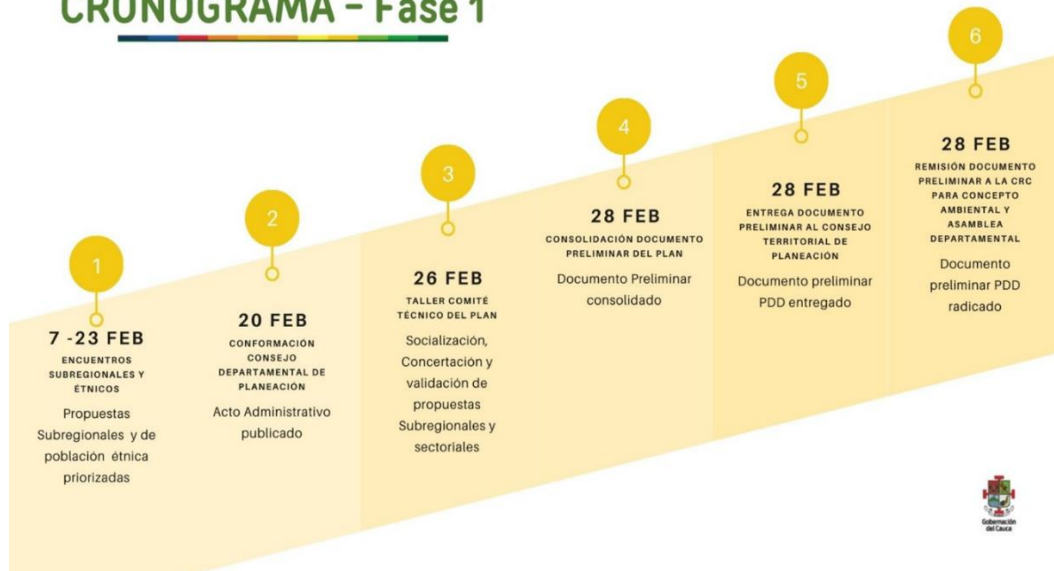 CRONOGRAMA – Fase 1
1
7 -23 FEB
ENCUENTROS
SUBREGIONALES Y
ÉTNICOS
Propuestas
Subregionales y de
población étnica
priorizadas
2
20 FEB
CONFORMACIÓN
CONSEJO
DEPARTAMENTAL DE
PLANEACIÓN
Acto Administrativo
publicado
3
26 FEB
TALLER COMITÉ
TÉCNICO DEL PLAN
Socialización,
Concertación y
validación de
propuestas
Subregionales y
sectoriales
4
28 FEB
CONSOLIDACIÓN DOCUMENTO
PRELIMINAR DEL PLAN
Documento Preliminar
consolidado
5
28 FEB
ENTREGA DOCUMENTO
PRELIMINAR AL CONSEJO
TERRITORIAL DE
PLANEACIÓN
Documento preliminar
PDD entregado
6
28 FEB
REMISIÓN DOCUMENTO
PRELIMINAR A LA CRC
PARA CONCEPTO
AMBIENTAL Y
ASAMBLEA
DEPARTAMENTAL
Documento
preliminar PDD
radicado
Gobernación
del Cauca